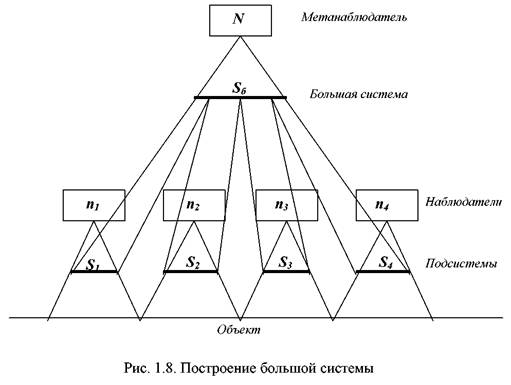 N Метанаблюдатель
Sб Большая система
n1 n2 n3 n4 Наблюдатели
S1 S2 S3 S4 Подсистемы
Объект
Рис. 1.8. Построение большой системы